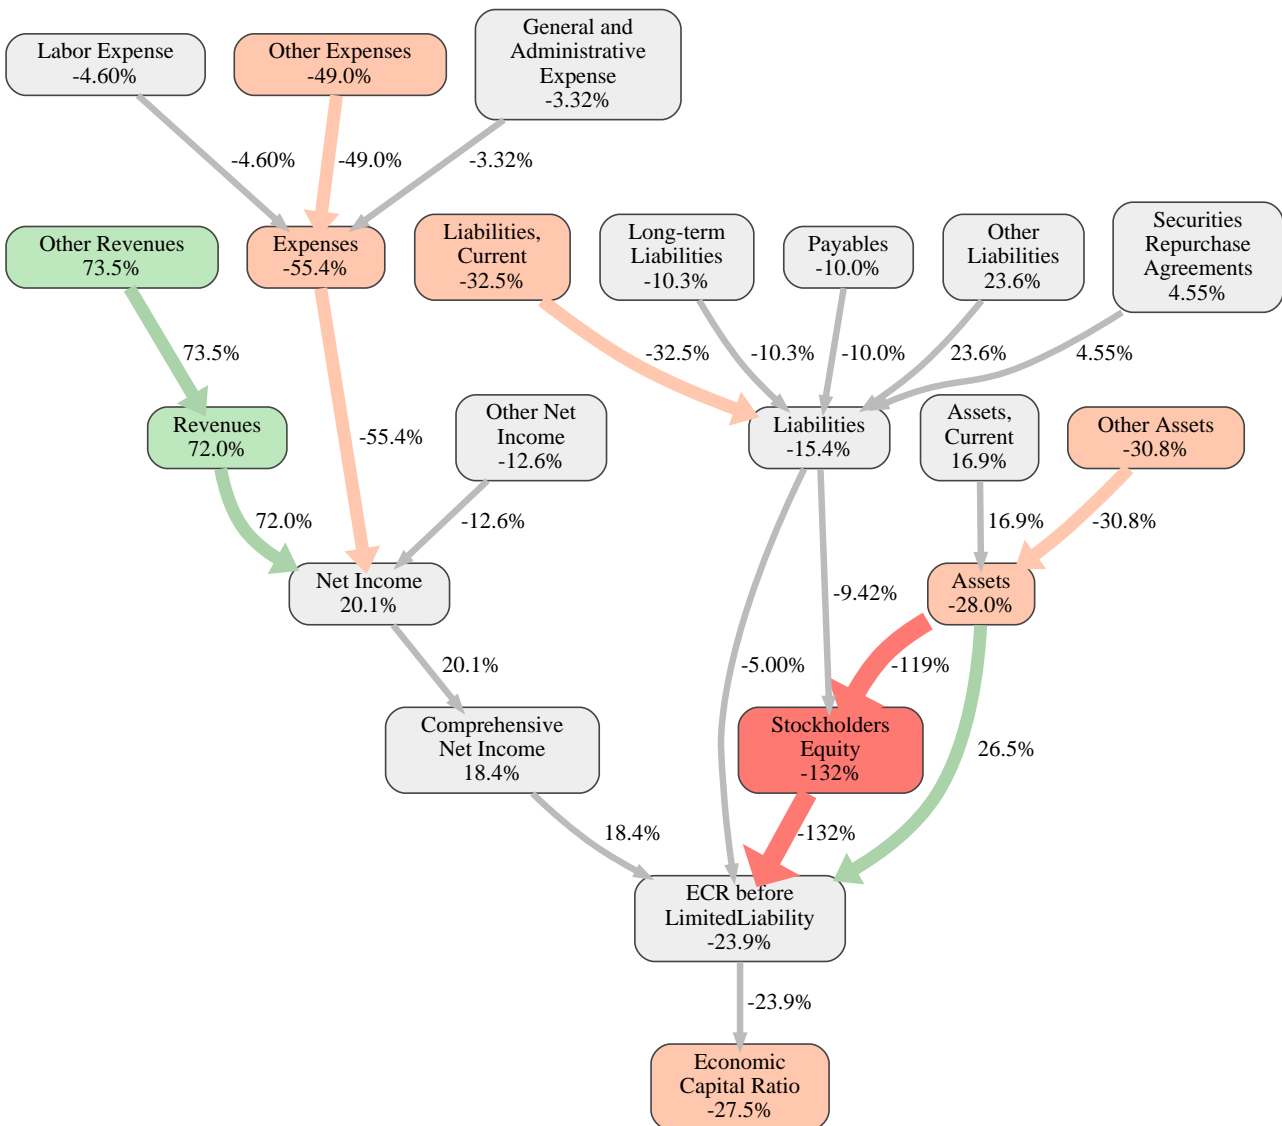 Labor Expense
-4.60%
Other Expenses
-49.0%
General and
Administrative
Expense
-3.32%
-4.60%
-49.0%
-3.32%
Other Revenues
73.5%
Expenses
-55.4%
Liabilities,
Current
-32.5%
Long-term
Liabilities
-10.3%
Payables
-10.0%
Other
Liabilities
23.6%
Securities
Repurchase
Agreements
4.55%
73.5%
-32.5%
-10.3%
-10.0%
23.6%
4.55%
Revenues
72.0%
-55.4%
Other Net
Income
-12.6%
Liabilities
-15.4%
Assets,
Current
16.9%
Other Assets
-30.8%
72.0%
-12.6%
16.9%
-30.8%
Net Income
20.1%
-9.42%
Assets
-28.0%
20.1%
-5.00%
-119%
Comprehensive
Net Income
18.4%
Stockholders
Equity
-132%
26.5%
18.4%
-132%
ECR before
LimitedLiability
-23.9%
-23.9%
Economic
Capital Ratio
-27.5%